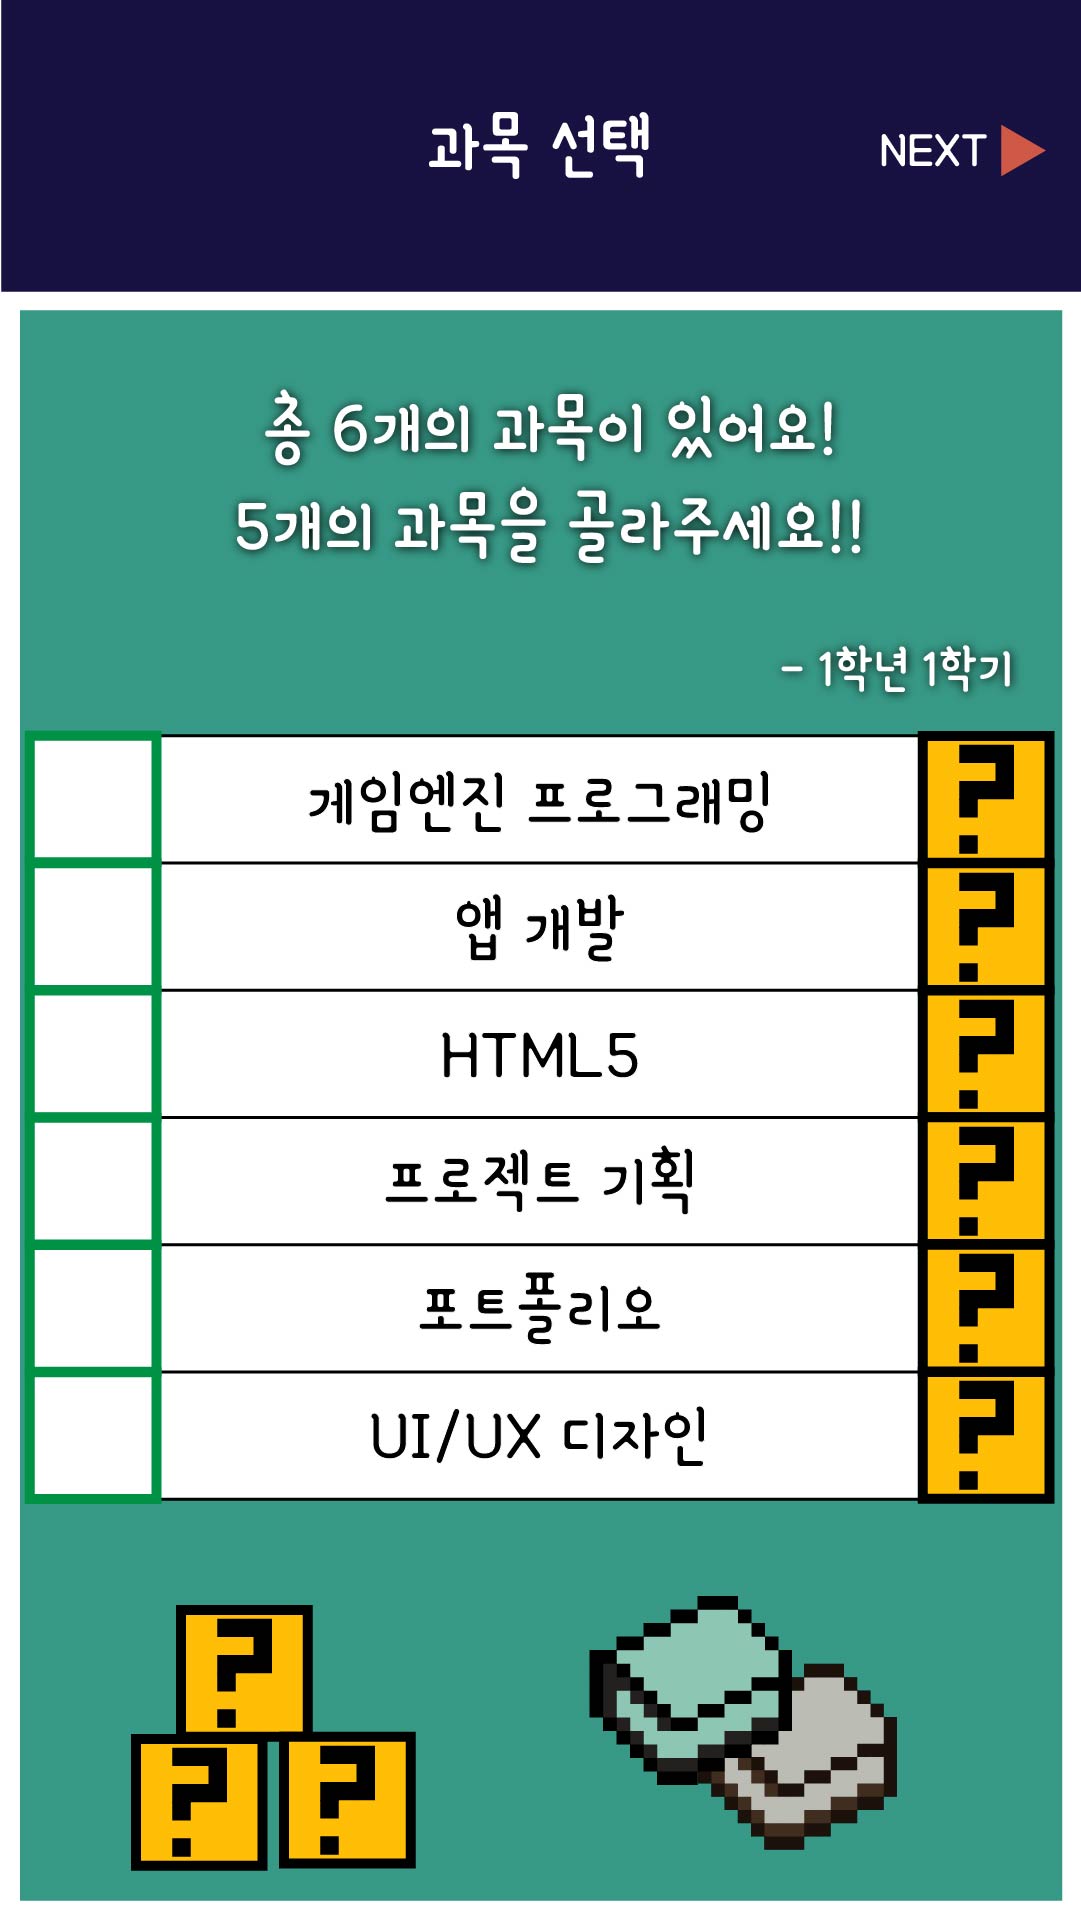 과목 선택
NEXT
총 6개의 과목이 있어요!
5개의 과목을 골라주세요!!
- 1학년 1학기
게임엔진 프로그래밍
?
앱 개발
?
HTML5
?
프로젝트 기획
?
포트폴리오
?
UI/UX 디자인
?
?
? ?